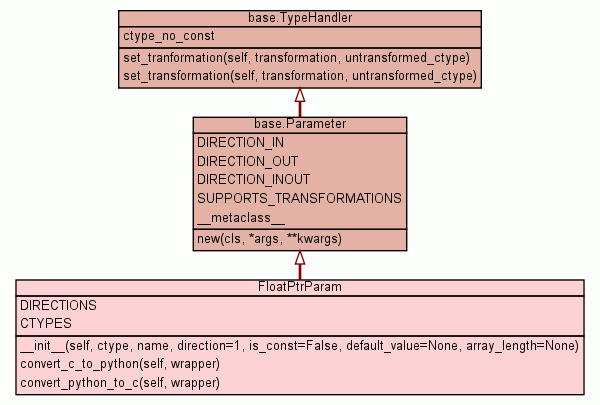 base.TypeHandler
ctype_no_const
set_tranformation(self, transformation, untransformed_ctype)
set_transformation(self, transformation, untransformed_ctype)
base.Parameter
DIRECTION_IN
DIRECTION_OUT
DIRECTION_INOUT
SUPPORTS_TRANSFORMATIONS
__metaclass__
new(cls, *args, **kwargs)
FloatPtrParam
DIRECTIONS
CTYPES
__init__(self, ctype, name, direction=1, is_const=False, default_value=None, array_length=None)
convert_c_to_python(self, wrapper)
convert_python_to_c(self, wrapper)